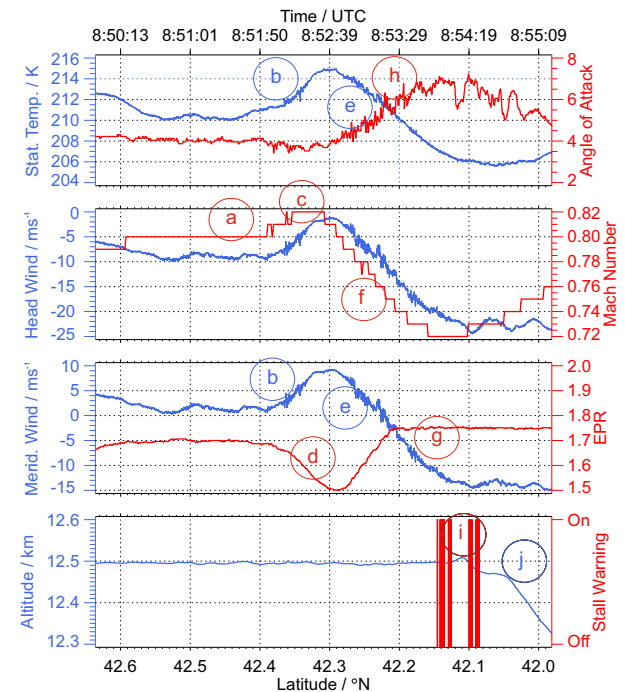 Time / UTC
8:50:13 8:51:01 8:51:50 8:52:39 8:53:29 8:54:19 8:55:09
216 8
b h
214
212 6
e
210
208 4
206
204 2
Stat. Temp. / K
Angle of Attack
0 c 0.82
a
-5 0.80
-10 0.78
-15 0.76
f
-20 0.74
-25 0.72
Head Wind / ms⁻¹
Mach Number
10 2.0
b
5 1.9
e
0 1.8
-5 g 1.7
d
-10 1.6
-15 1.5
Merid. Wind / ms⁻¹
EPR
12.6 On
i
12.5 j
12.4
12.3 Off
Altitude / km
Stall Warning
42.6 42.5 42.4 42.3 42.2 42.1 42.0
Latitude / °N